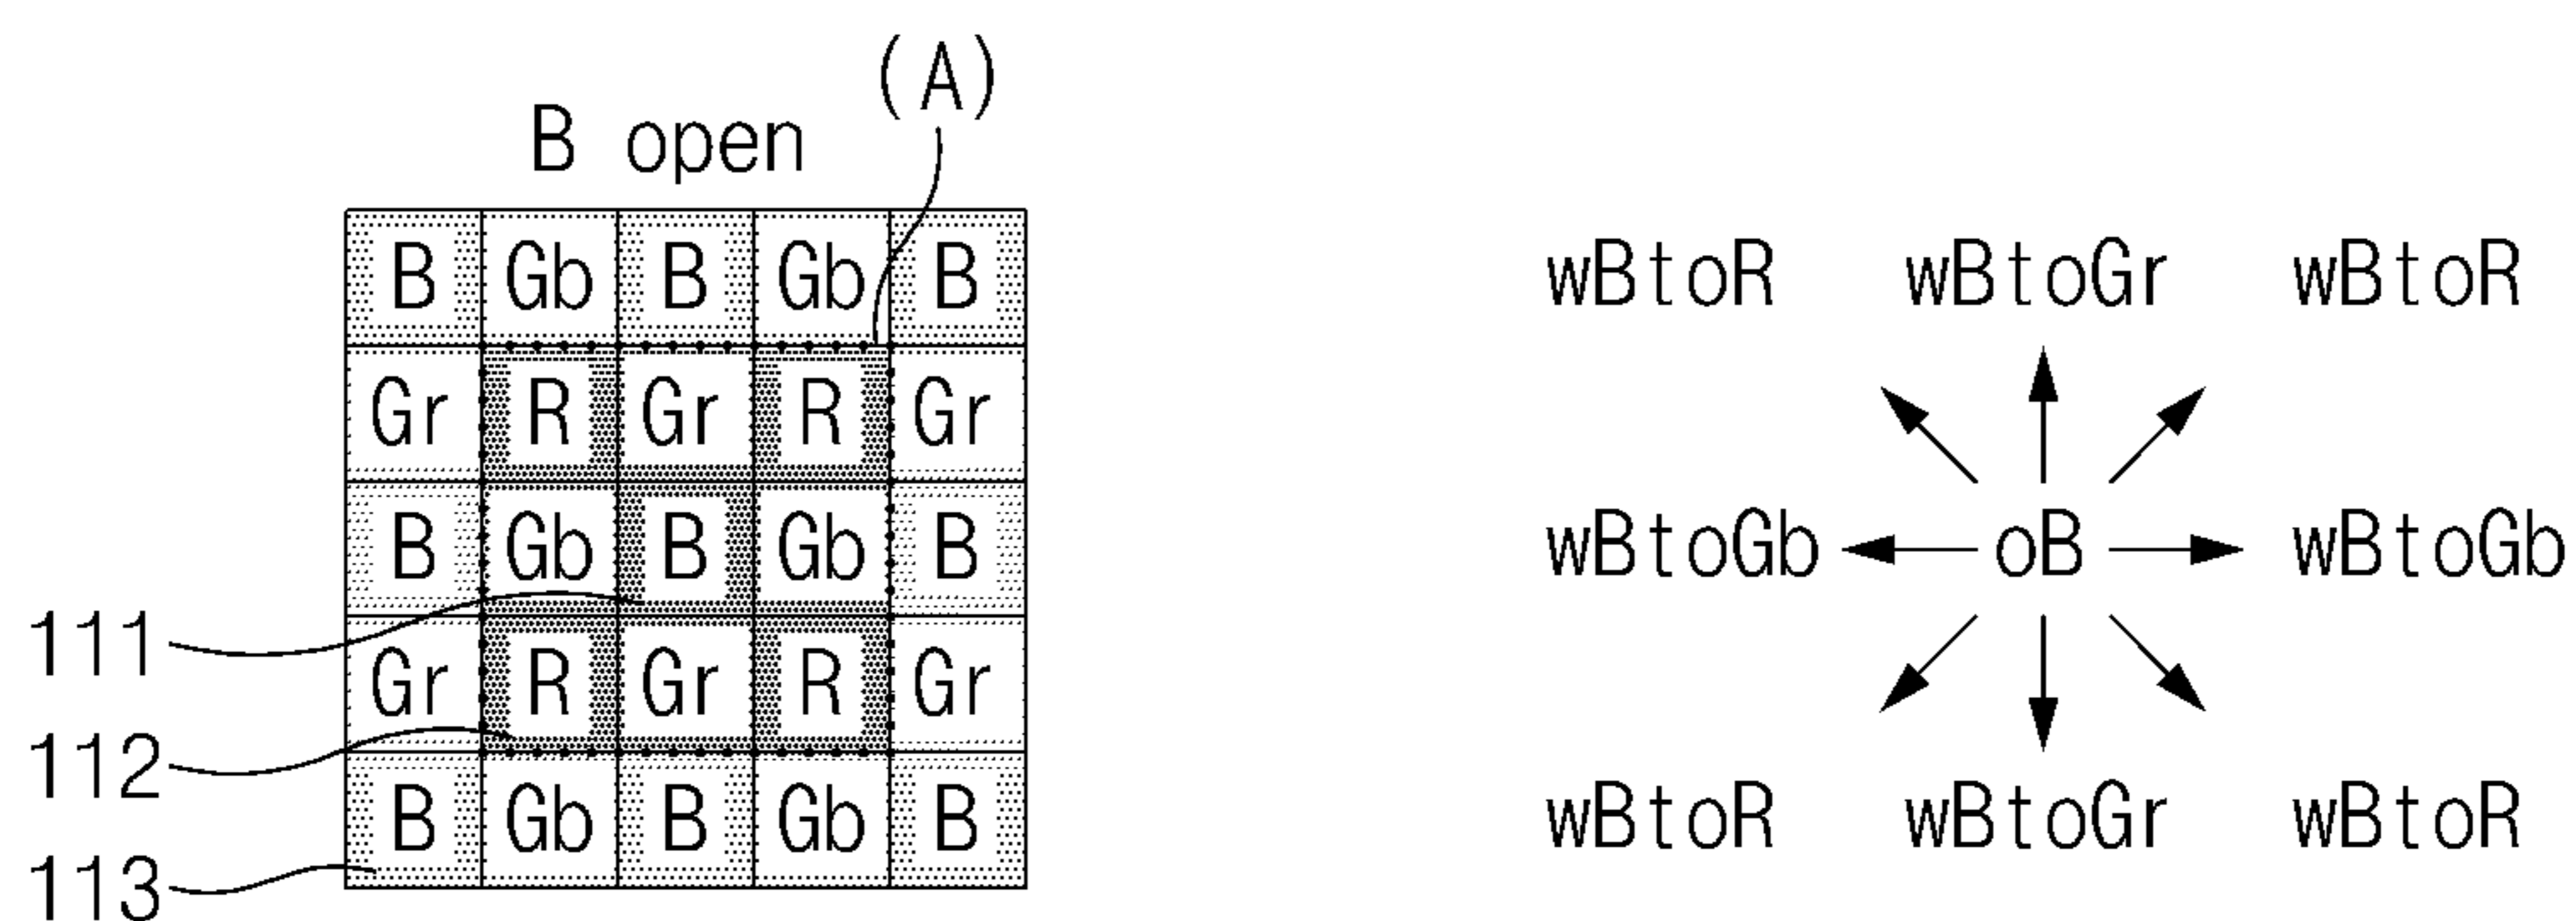 (A)
B open
B Gb B Gb B
Gr R Gr R Gr
B Gb B Gb B
Gr R Gr R Gr
B Gb B Gb B
111
112
113
wBtoR wBtoGr wBtoR
wBtoGb oB wBtoGb
wBtoR wBtoGr wBtoR